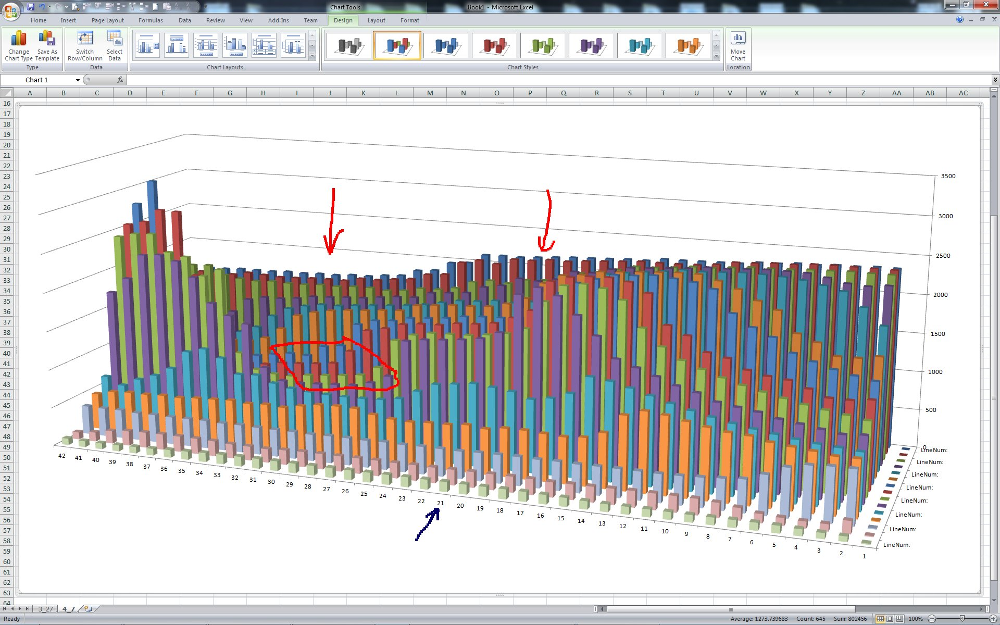 Chart Tools
Book1 - Microsoft Excel
Home Insert Page Layout Formulas Data Review View Add-Ins Team Design Layout Format
Change Chart Type
Save As Template
Switch Row/Column
Select Data
Move Chart
Type Data Chart Layouts Chart Styles Location
Chart 1 fx
A B C D E F G H I J K L M N O P Q R S T U V W X Y Z AA AB AC
16
17
18
19
20
21
22
23
24
25
26
27
28
29
30
31
32
33
34
35
36
37
38
39
40
41
42
43
44
45
46
47
48
49
50
51
52
53
54
55
56
57
58
59
60
61
62
63
64
3500
3000
2500
2000
1500
1000
500
0
LineNum:
LineNum:
LineNum:
LineNum:
LineNum:
LineNum:
LineNum:
LineNum:
42 41 40 39 38 37 36 35 34 33 32 31 30 29 28 27 26 25 24 23 22 21 20 19 18 17 16 15 14 13 12 11 10 9 8 7 6 5 4 3 2 1
3_27 4_7
Ready Average: 1273.739683 Count: 645 Sum: 802456 100%